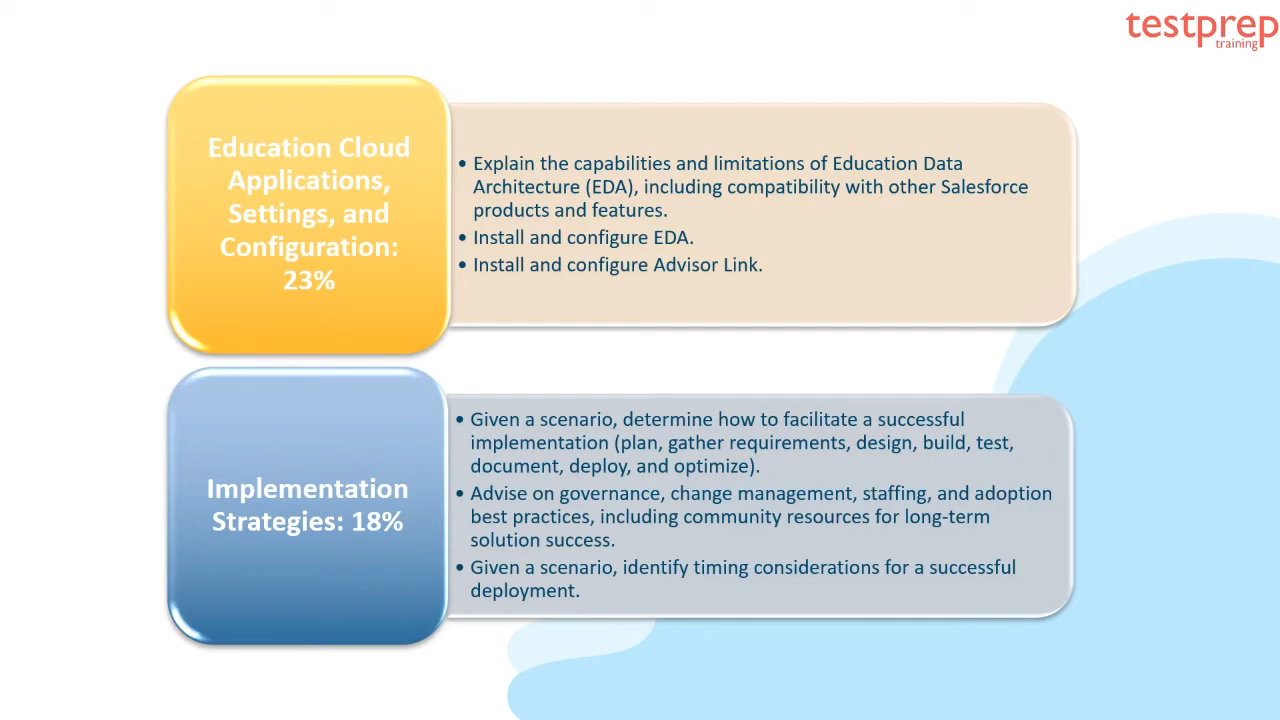 testprep
training
Education Cloud
Applications,
Settings, and
Configuration:
23%
• Explain the capabilities and limitations of Education Data
Architecture (EDA), including compatibility with other Salesforce
products and features.
• Install and configure EDA.
• Install and configure Advisor Link.
Implementation
Strategies: 18%
• Given a scenario, determine how to facilitate a successful
implementation (plan, gather requirements, design, build, test,
document, deploy, and optimize).
• Advise on governance, change management, staffing, and adoption
best practices, including community resources for long-term
solution success.
• Given a scenario, identify timing considerations for a successful
deployment.